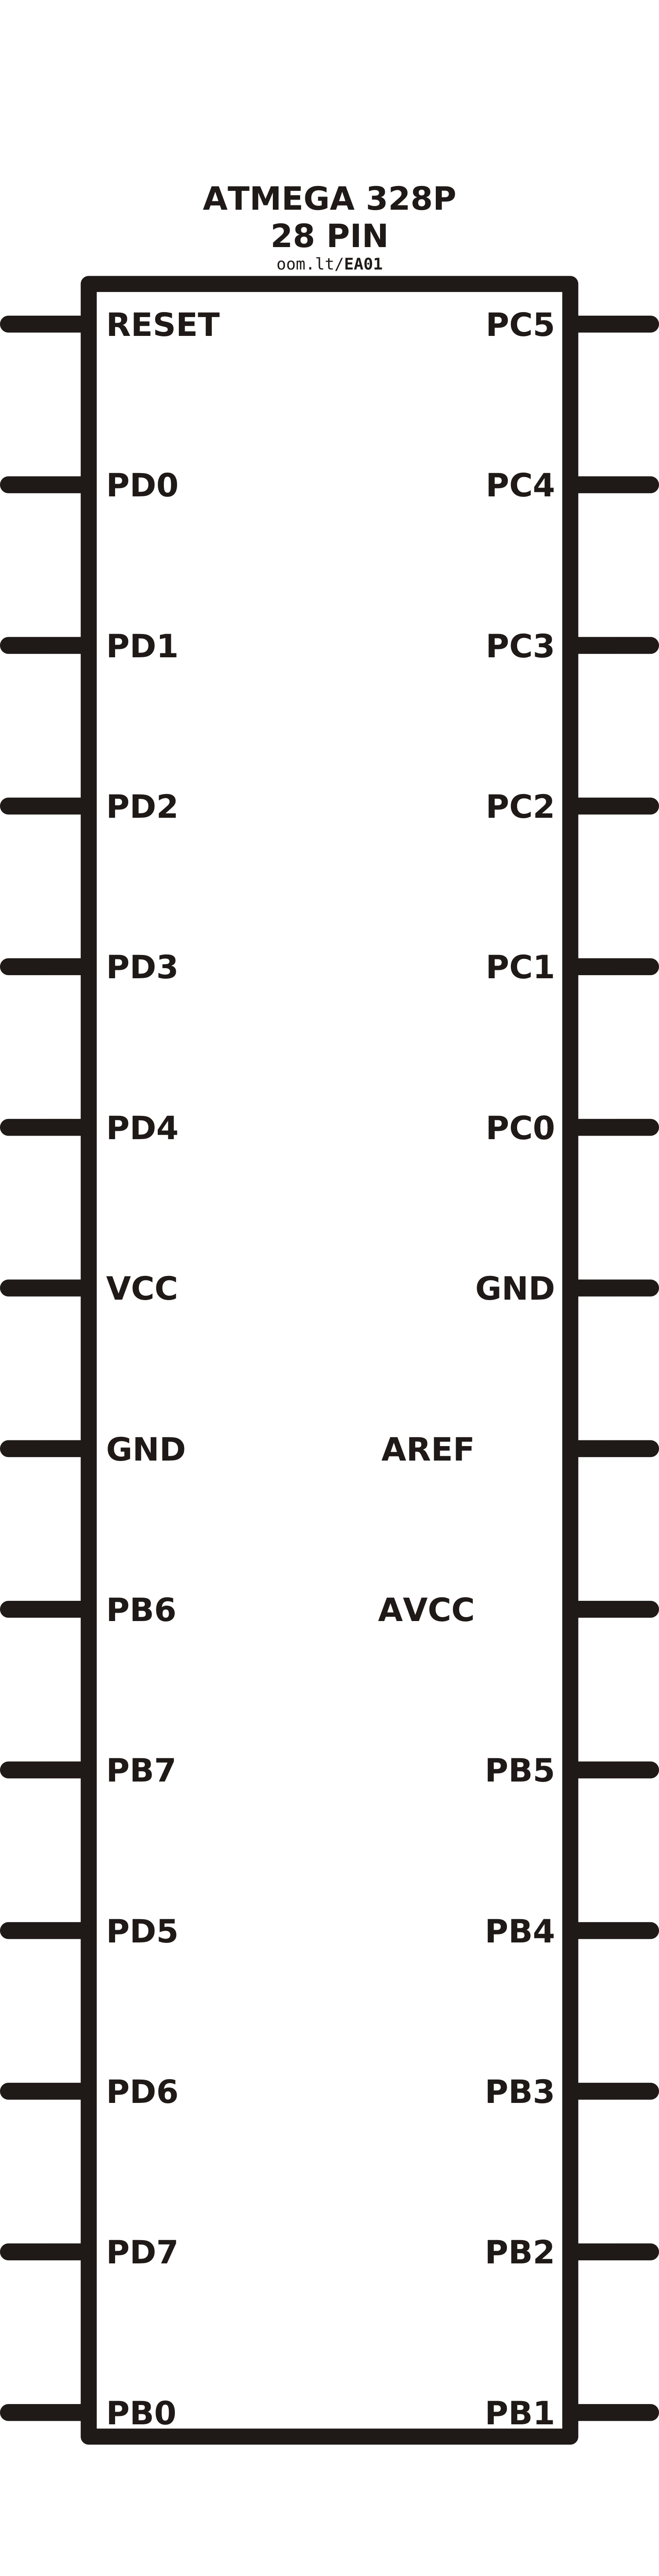 ATMEGA 328P
28 PIN
oom.lt/EA01
RESET PC5
PD0 PC4
PD1 PC3
PD2 PC2
PD3 PC1
PD4 PC0
VCC GND
GND AREF
PB6 AVCC
PB7 PB5
PD5 PB4
PD6 PB3
PD7 PB2
PB0 PB1